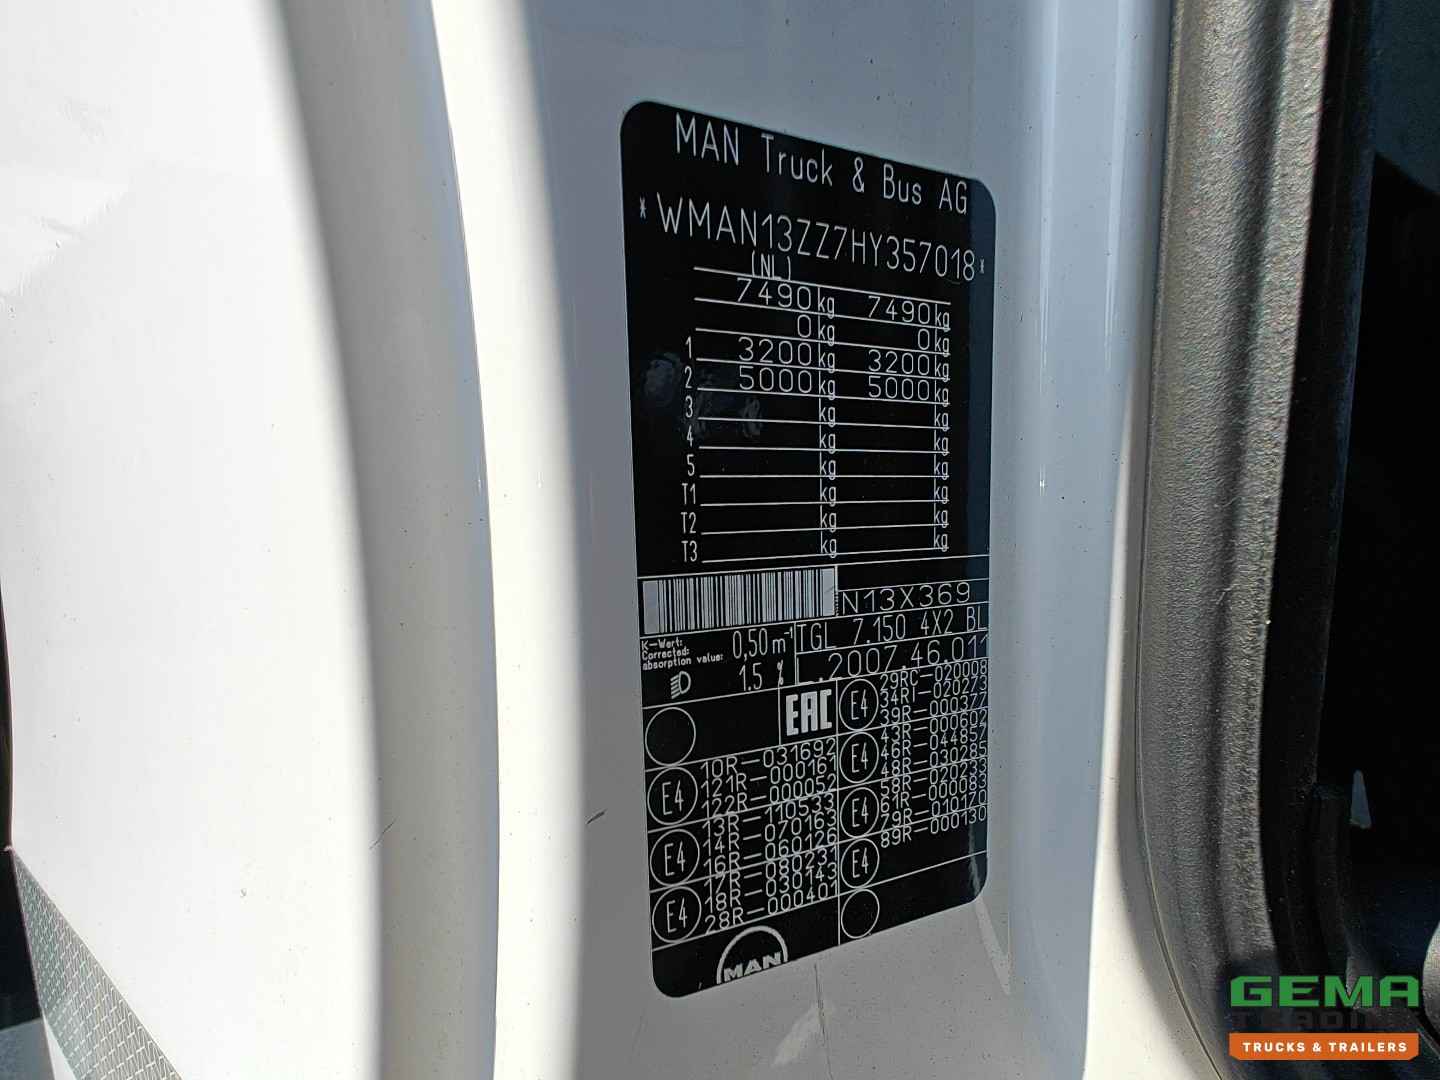 MAN Truck & Bus AG
*WMAN13ZZ7HY357018*
(NL)
7490kg 7490kg
0kg 0kg
1 3200kg 3200kg
2 5000kg 5000kg
3 kg kg
4 kg kg
5 kg kg
T1 kg kg
T2 kg kg
T3 kg kg
N13X369
K-Wert:
Corrected
absorption value: 0,50m⁻¹
TGL 7.150 4X2 BL
1.5 %
L.2007.46.011
EAC
E4
29RC-020008
34RI-020273
39R-000377
E4
43R-000602
46R-044857
48R-030285
E4
58R-020233
61R-000083
79R-010170
E4
89R-000130
10R-031692
E4
121R-000161
122R-000052
13R-110533
E4
14R-070163
16R-060126
17R-080231
E4
18R-030143
28R-000401
MAN
GEMA
TRADING
TRUCKS & TRAILERS